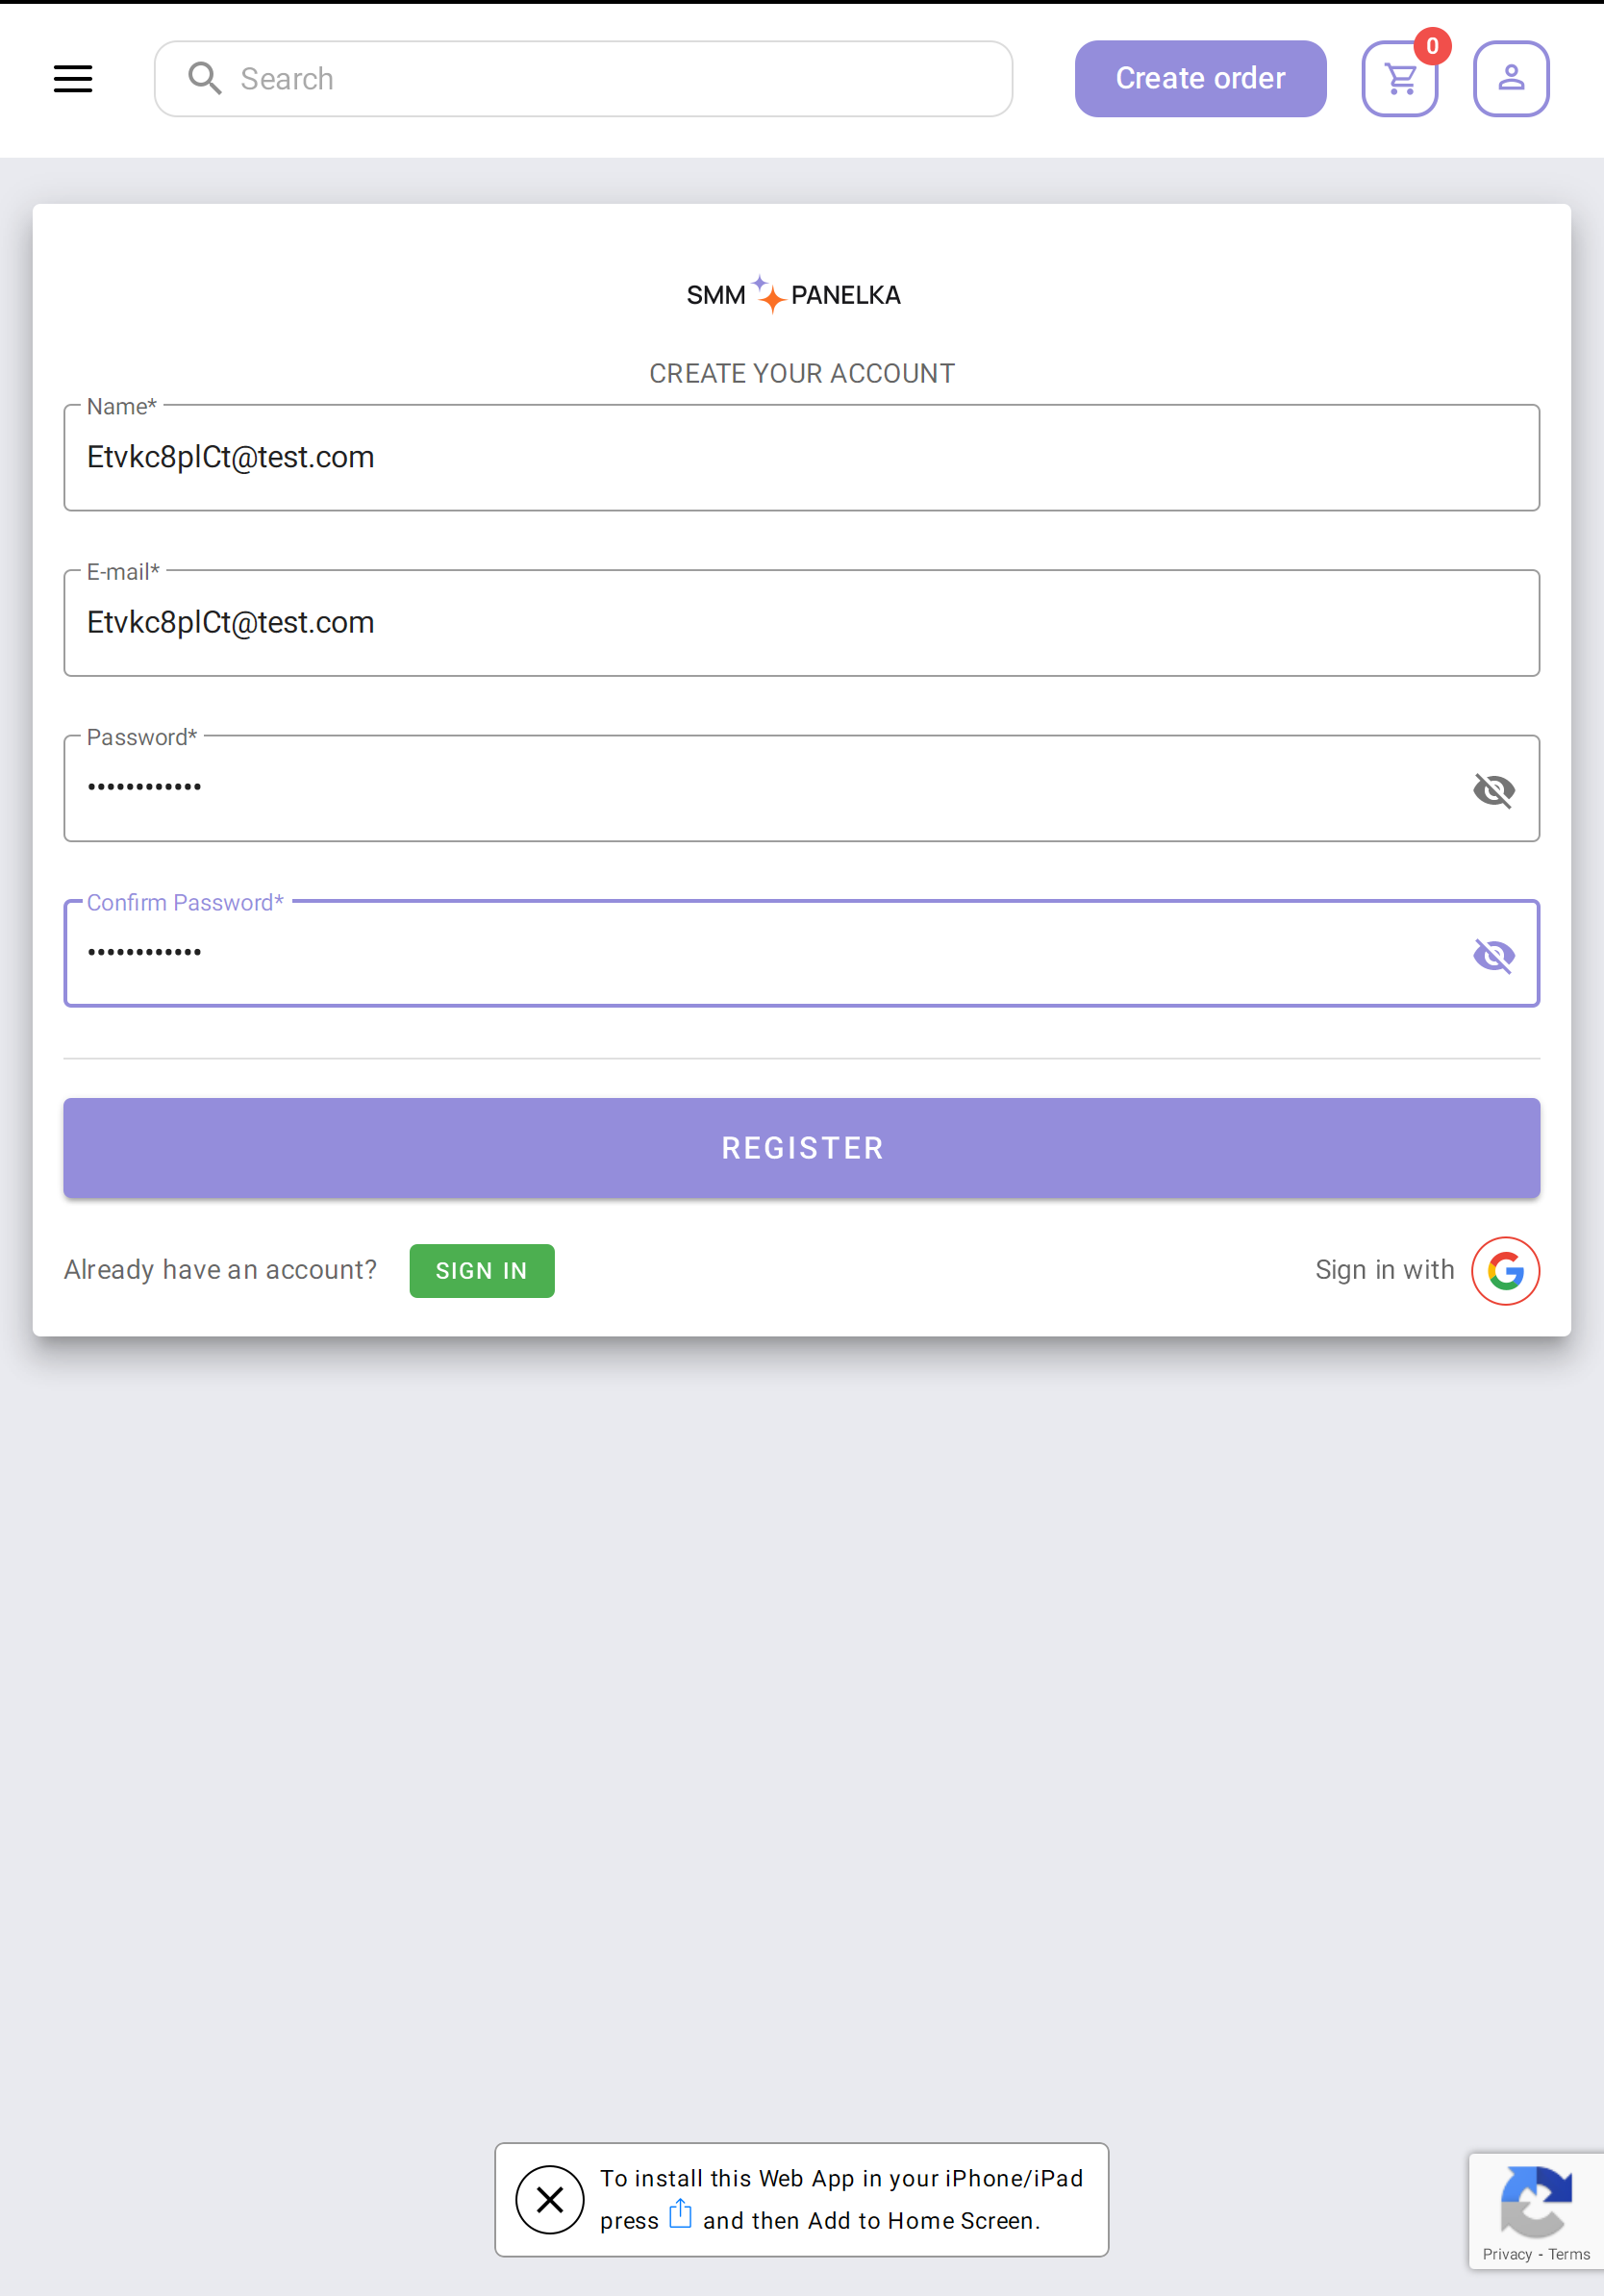 Search
Create order
0
SMM PANELKA
CREATE YOUR ACCOUNT
Name*
Etvkc8plCt@test.com
E-mail*
Etvkc8plCt@test.com
Password*
••••••••••••
Confirm Password*
••••••••••••
REGISTER
Already have an account?
SIGN IN
Sign in with
To install this Web App in your iPhone/iPad
press and then Add to Home Screen.
Privacy - Terms